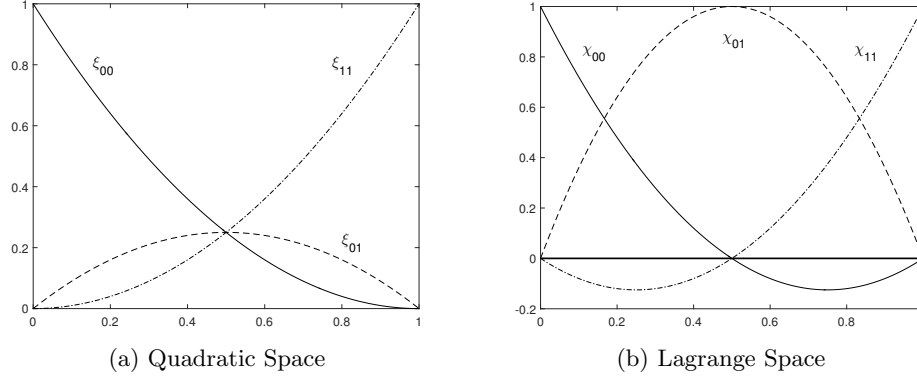 1
0.8
0.6
0.4
0.2
0
0 0.2 0.4 0.6 0.8 1
ξ00
ξ11
ξ01
(a) Quadratic Space
1
0.8
0.6
0.4
0.2
0
-0.2
0 0.2 0.4 0.6 0.8
χ00
χ01
χ11
(b) Lagrange Space